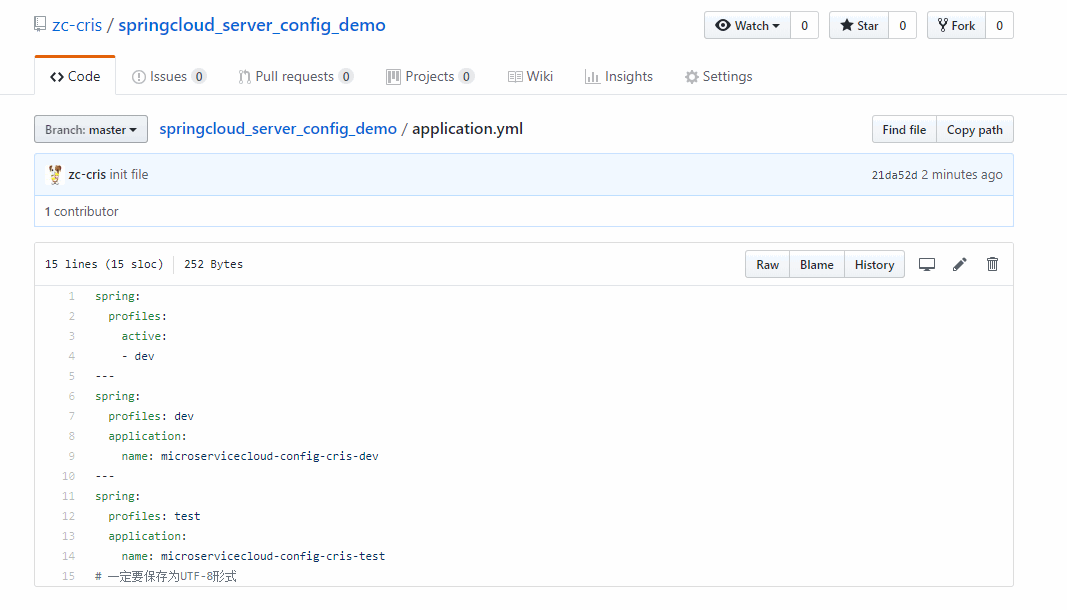 zc-cris / springcloud_server_config_demo
Watch 0 Star 0 Fork 0
Code Issues 0 Pull requests 0 Projects 0 Wiki Insights Settings
Branch: master springcloud_server_config_demo / application.yml Find file Copy path
zc-cris init file 21da52d 2 minutes ago
1 contributor
15 lines (15 sloc) 252 Bytes Raw Blame History
1 spring:
2   profiles:
3     active:
4     - dev
5 ---
6 spring:
7   profiles: dev
8   application:
9     name: microservicecloud-config-cris-dev
10 ---
11 spring:
12   profiles: test
13   application:
14     name: microservicecloud-config-cris-test
15 # 一定要保存为UTF-8形式